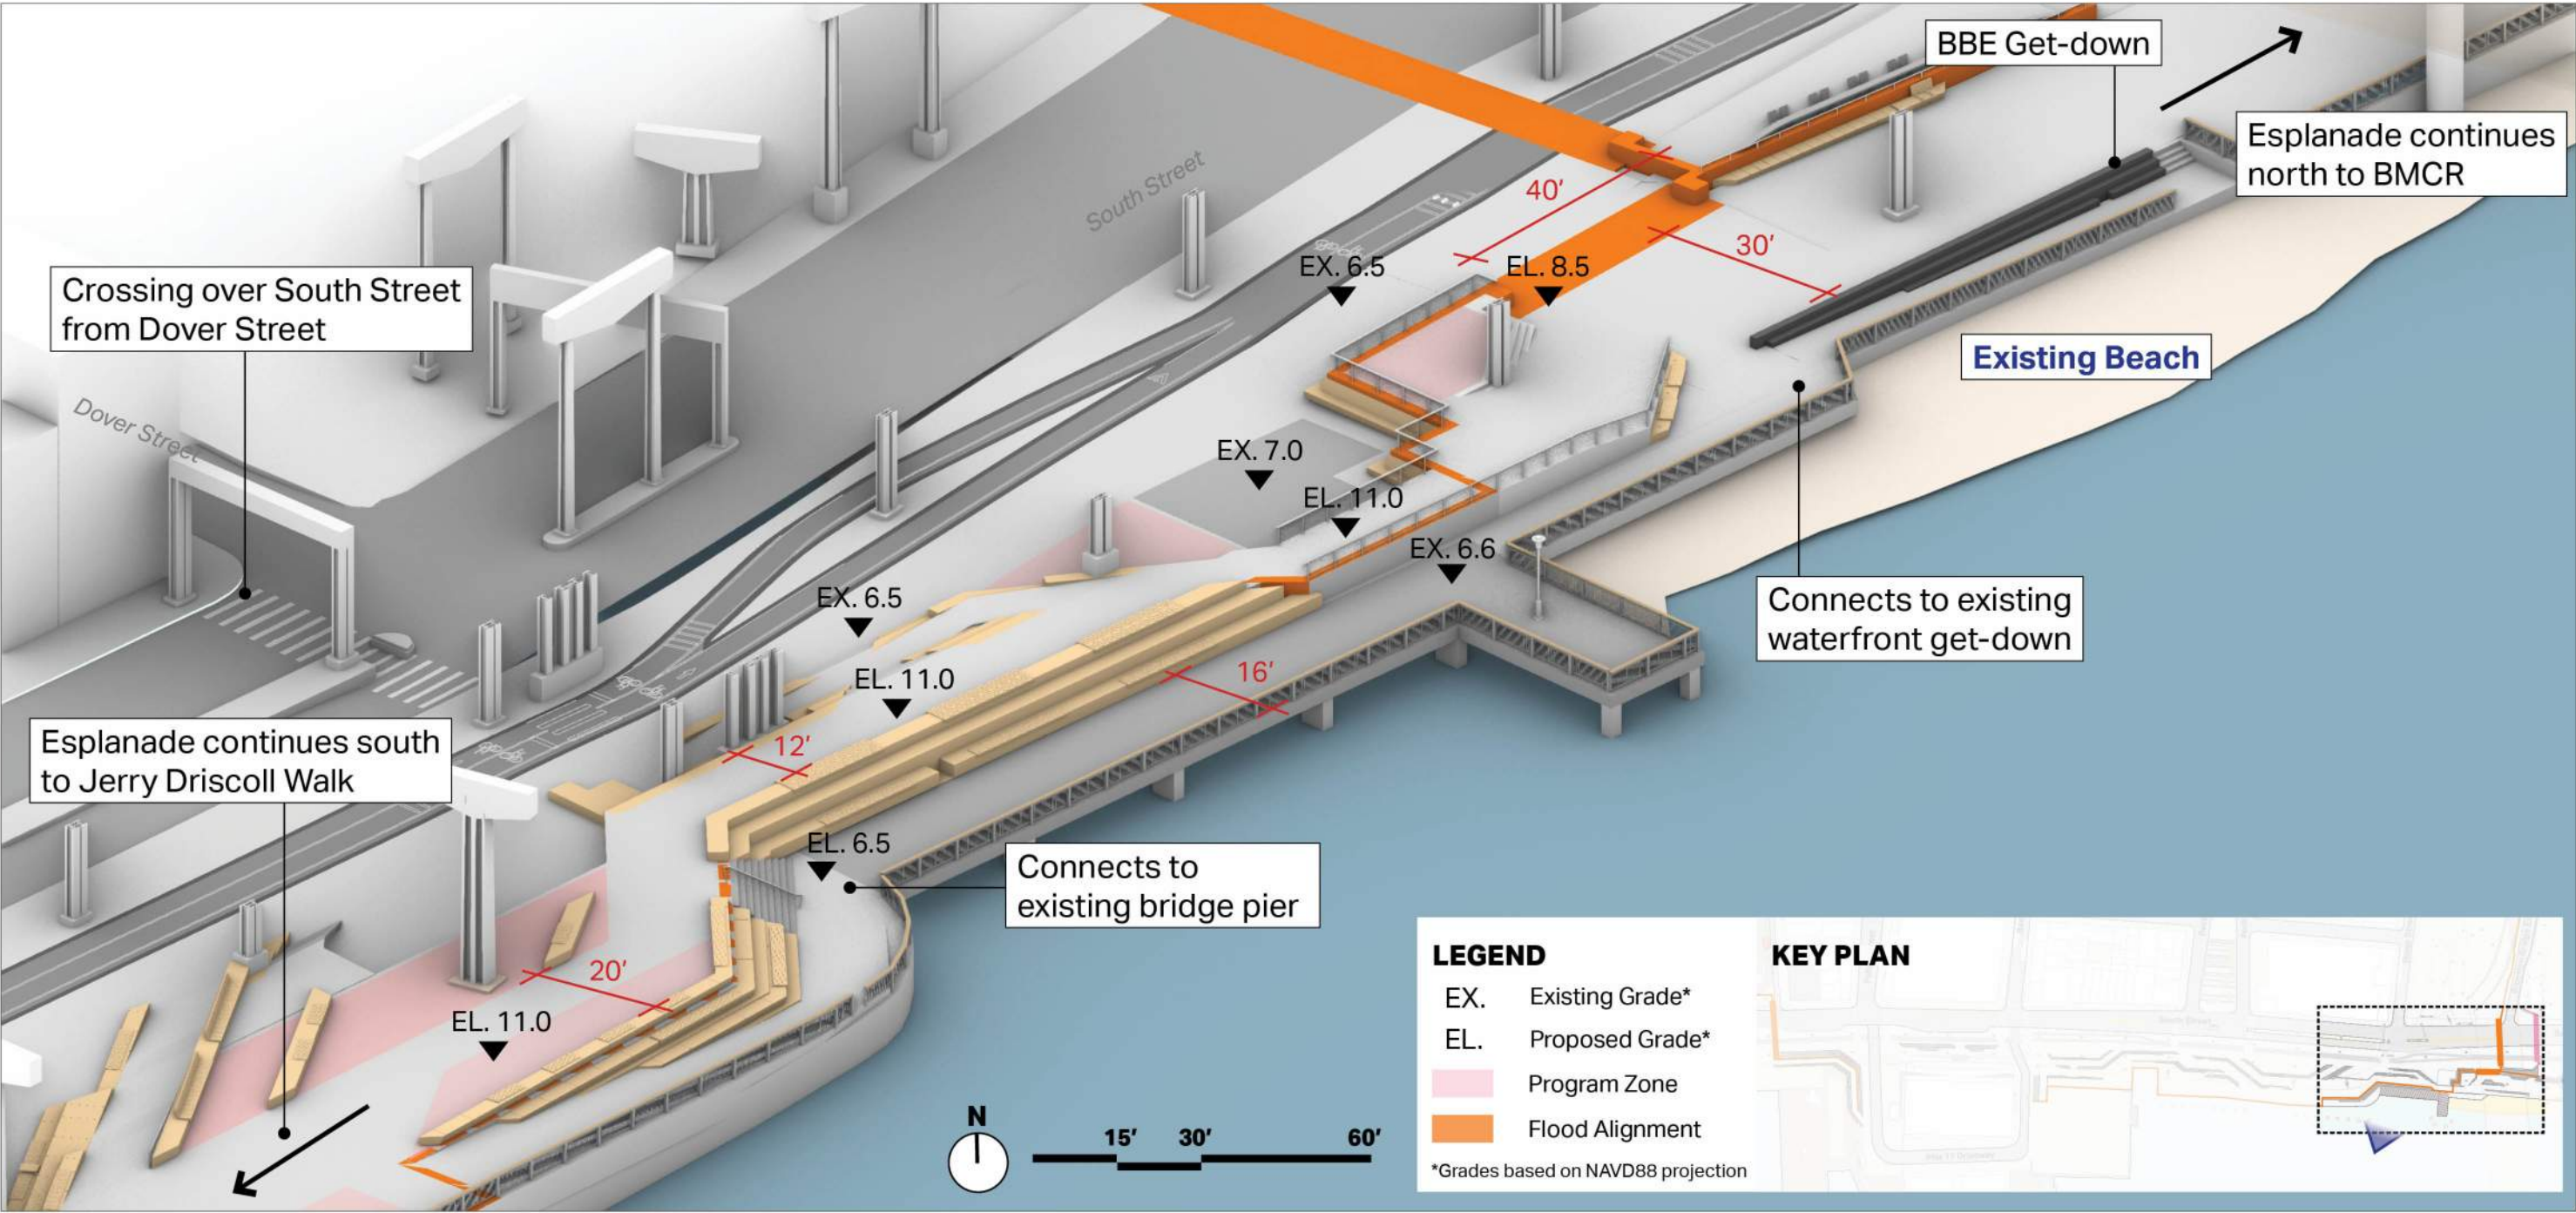 BBE Get-down
Esplanade continues
north to BMCR
South Street
40'
30'
EX. 6.5
EL. 8.5
Crossing over South Street
from Dover Street
Existing Beach
Dover Street
EX. 7.0
EL. 11.0
EX. 6.6
EX. 6.5
Connects to existing
waterfront get-down
EL. 11.0
16'
12'
Esplanade continues south
to Jerry Driscoll Walk
EL. 6.5
Connects to
existing bridge pier
20'
EL. 11.0
N
15' 30' 60'
LEGEND
EX. Existing Grade*
EL. Proposed Grade*
Program Zone
Flood Alignment
*Grades based on NAVD88 projection
KEY PLAN